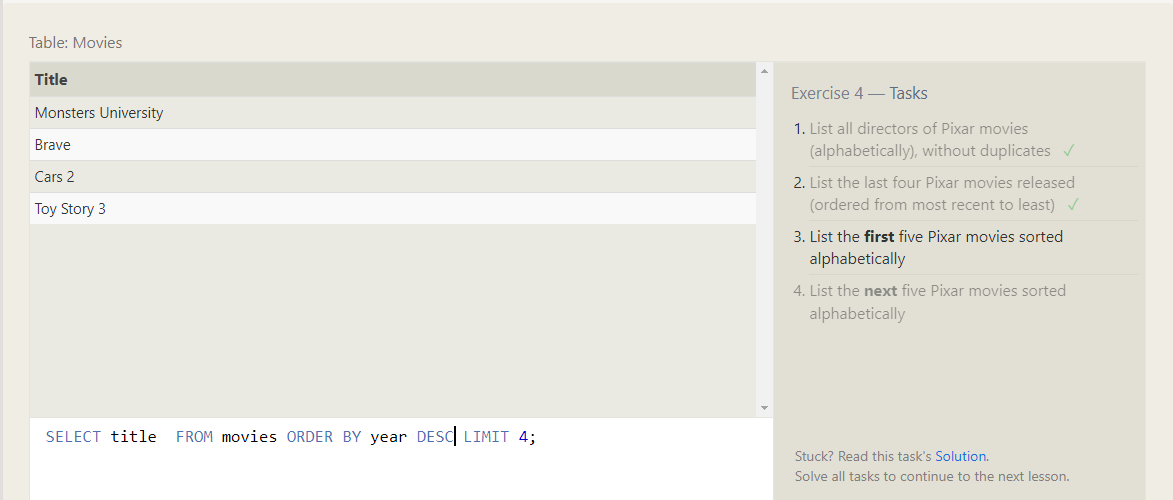 Table: Movies
Title
Monsters University
Brave
Cars 2
Toy Story 3
SELECT title  FROM movies ORDER BY year DESC LIMIT 4;
Exercise 4 — Tasks
1. List all directors of Pixar movies
(alphabetically), without duplicates ✓
2. List the last four Pixar movies released
(ordered from most recent to least) ✓
3. List the first five Pixar movies sorted
alphabetically
4. List the next five Pixar movies sorted
alphabetically
Stuck? Read this task's Solution.
Solve all tasks to continue to the next lesson.